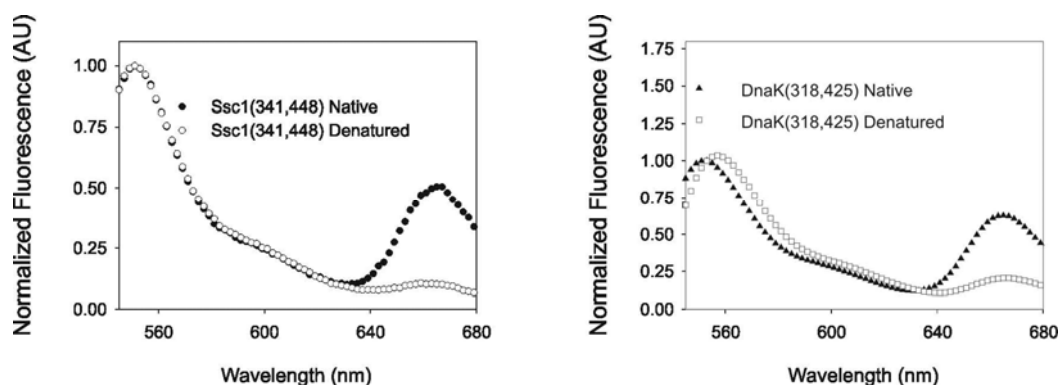 Normalized Fluorescence (AU)
1.00
0.75
0.50
0.25
0.00
Ssc1(341,448) Native
Ssc1(341,448) Denatured
560
600
640
680
Wavelength (nm)
Normalized Fluorescence (AU)
1.75
1.50
1.25
1.00
0.75
0.50
0.25
0.00
DnaK(318,425) Native
DnaK(318,425) Denatured
560
600
640
680
Wavelength (nm)